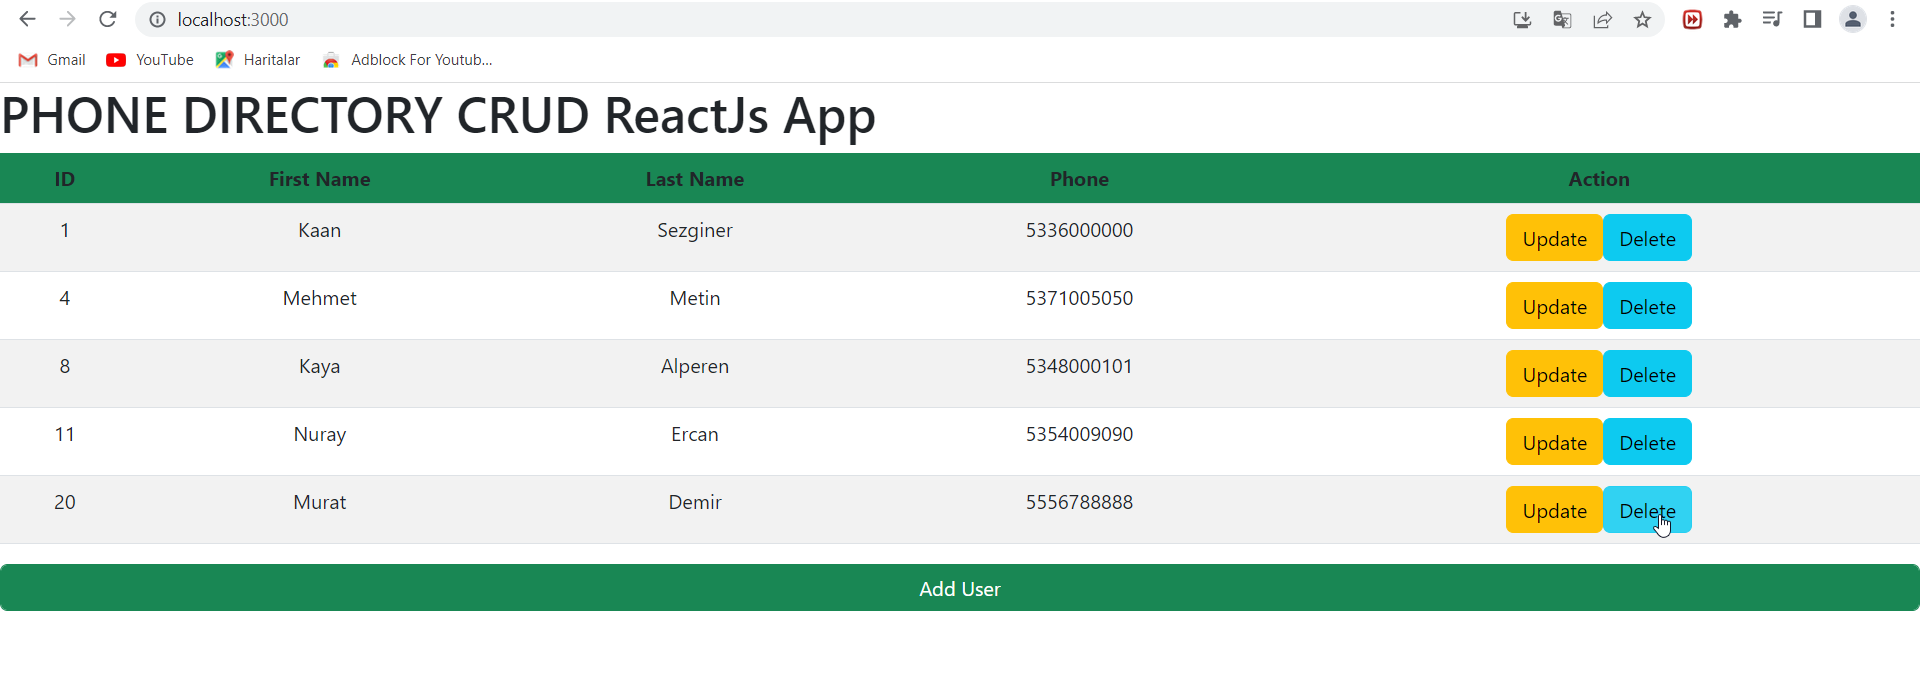 localhost:3000
Gmail YouTube Haritalar Adblock For Youtub...
PHONE DIRECTORY CRUD ReactJs App
ID First Name Last Name Phone Action
1 Kaan Sezginer 5336000000 Update Delete
4 Mehmet Metin 5371005050 Update Delete
8 Kaya Alperen 5348000101 Update Delete
11 Nuray Ercan 5354009090 Update Delete
20 Murat Demir 5556788888 Update Delete
Add User